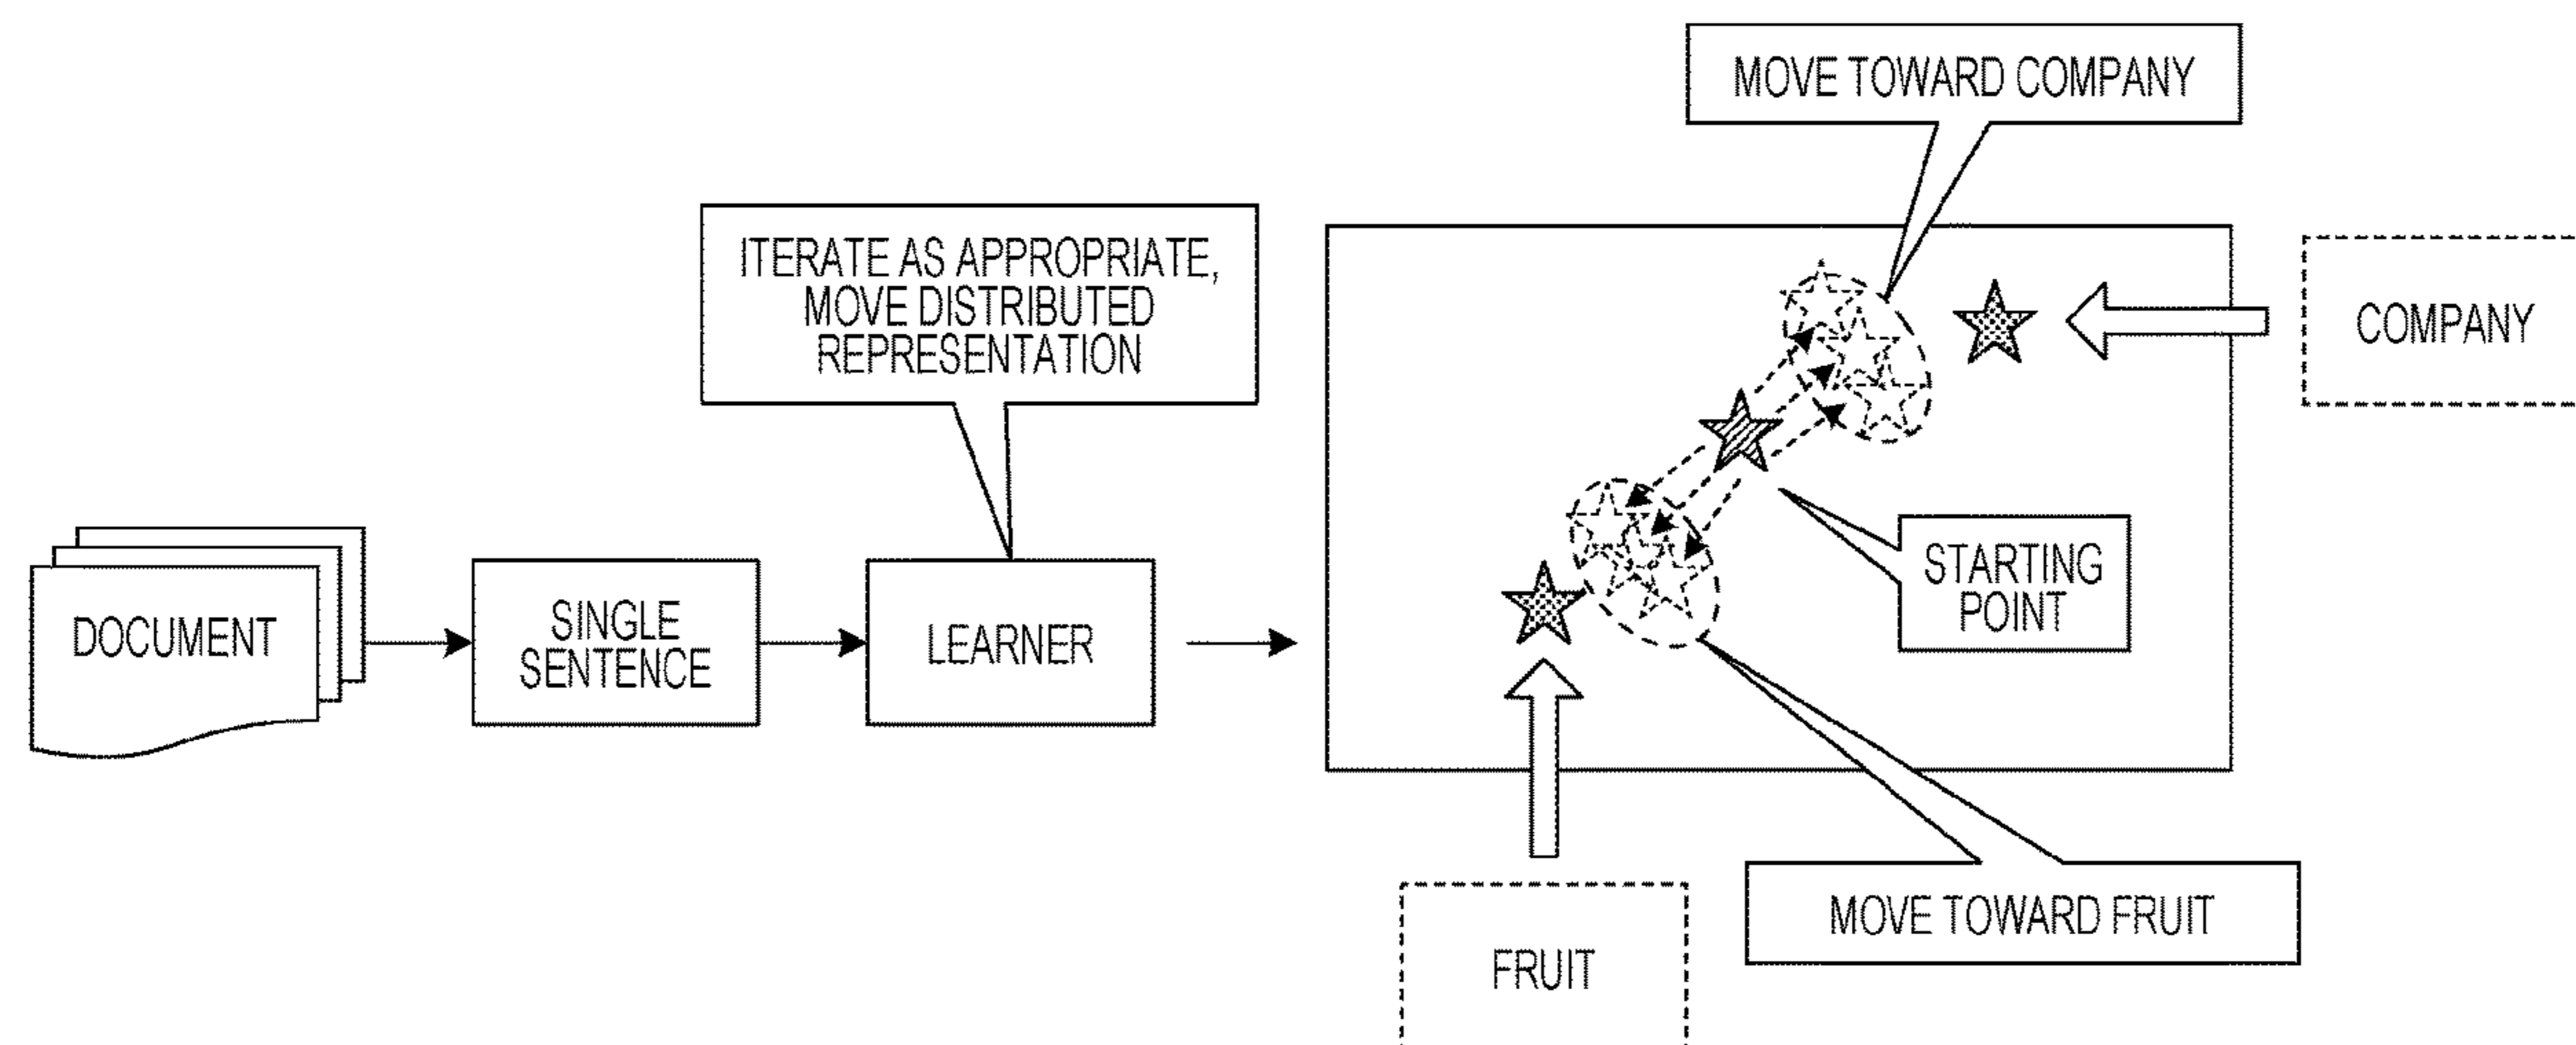 MOVE TOWARD COMPANY
ITERATE AS APPROPRIATE,
MOVE DISTRIBUTED
REPRESENTATION
COMPANY
DOCUMENT
SINGLE
SENTENCE
LEARNER
STARTING
POINT
MOVE TOWARD FRUIT
FRUIT